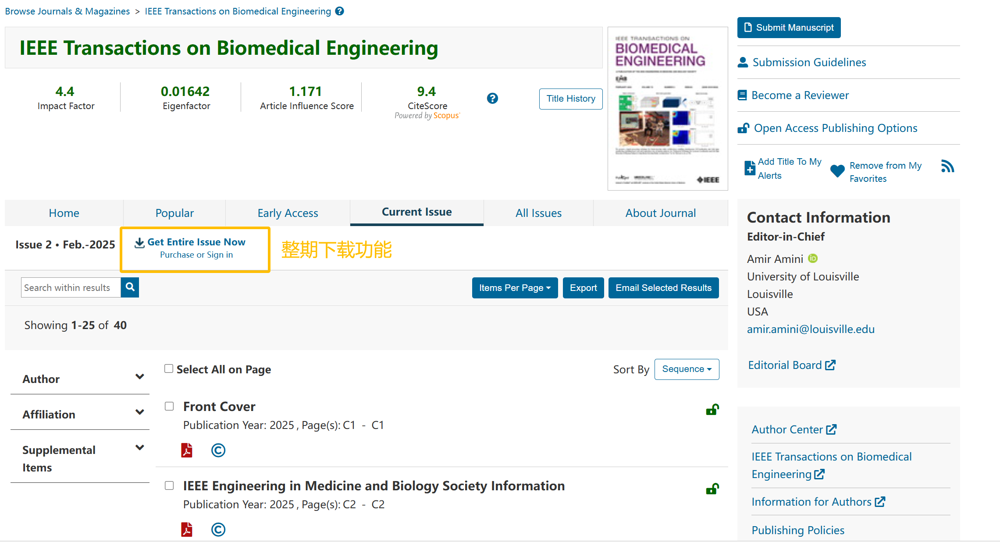 Browse Journals & Magazines > IEEE Transactions on Biomedical Engineering
IEEE Transactions on Biomedical Engineering
4.4
Impact Factor
0.01642
Eigenfactor
1.171
Article Influence Score
9.4
CiteScore
Powered by Scopus
Title History
IEEE TRANSACTIONS ON
BIOMEDICAL
ENGINEERING
IEEE
Submit Manuscript
Submission Guidelines
Become a Reviewer
Open Access Publishing Options
Add Title To My
Alerts
Remove from My
Favorites
Home
Popular
Early Access
Current Issue
All Issues
About Journal
Issue 2 • Feb.-2025
Get Entire Issue Now
Purchase or Sign in
整期下载功能
Search within results
Items Per Page
Export
Email Selected Results
Showing 1-25 of 40
Author
Affiliation
Supplemental
Items
Select All on Page
Sort By
Sequence
Front Cover
Publication Year: 2025 , Page(s): C1 - C1
IEEE Engineering in Medicine and Biology Society Information
Publication Year: 2025 , Page(s): C2 - C2
Contact Information
Editor-in-Chief
Amir Amini
University of Louisville
Louisville
USA
amir.amini@louisville.edu
Editorial Board
Author Center
IEEE Transactions on Biomedical
Engineering
Information for Authors
Publishing Policies